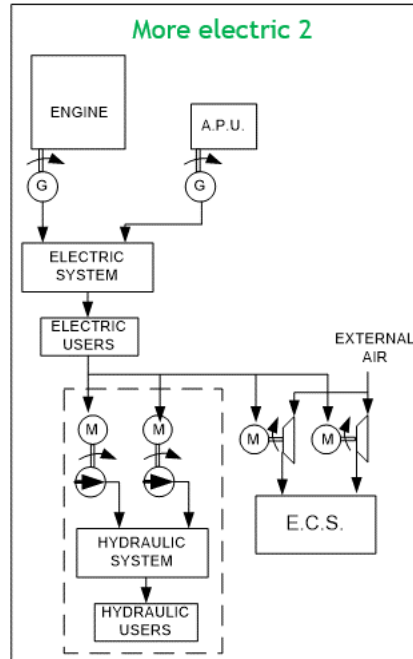 More electric 2
ENGINE
A.P.U.
G
G
ELECTRIC
SYSTEM
ELECTRIC
USERS
EXTERNAL
AIR
M
M
M
M
E.C.S.
HYDRAULIC
SYSTEM
HYDRAULIC
USERS